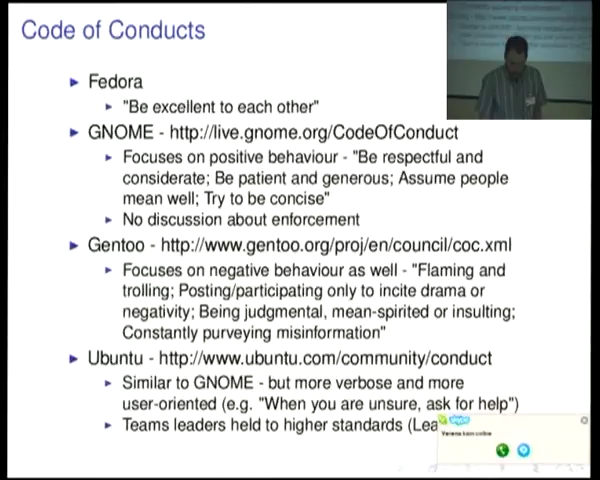 Code of Conducts
Fedora
"Be excellent to each other"
GNOME - http://live.gnome.org/CodeOfConduct
Focuses on positive behaviour - "Be respectful and
considerate; Be patient and generous; Assume people
mean well; Try to be concise"
No discussion about enforcement
Gentoo - http://www.gentoo.org/proj/en/council/coc.xml
Focuses on negative behaviour as well - "Flaming and
trolling; Posting/participating only to incite drama or
negativity; Being judgmental, mean-spirited or insulting;
Constantly purveying misinformation"
Ubuntu - http://www.ubuntu.com/community/conduct
Similar to GNOME - but more verbose and more
user-oriented (e.g. "When you are unsure, ask for help")
Teams leaders held to higher standards (Lea
skype